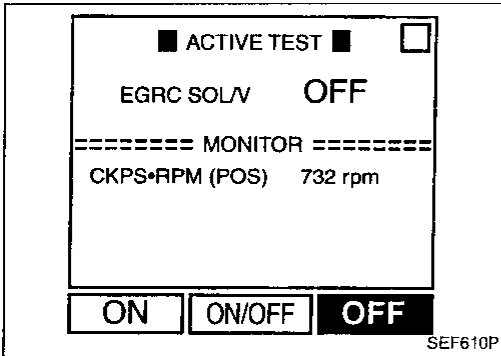 ■ ACTIVE TEST ■
EGRC SOL/V OFF
======== MONITOR ========
CKPS•RPM (POS) 732 rpm
ON ON/OFF OFF
SEF610P